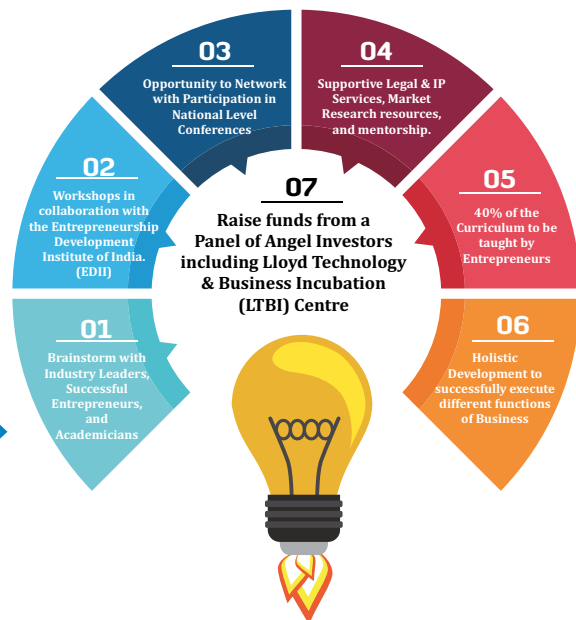 01
Brainstorm with
Industry Leaders,
Successful
Entrepreneurs,
and
Academicians
02
Workshops in
collaboration with
the Entrepreneurship
Development
Institute of India.
(EDII)
03
Opportunity to Network
with Participation in
National Level
Conferences
04
Supportive Legal & IP
Services, Market
Research resources,
and mentorship.
05
40% of the
Curriculum to be
taught by
Entrepreneurs
06
Holistic
Development to
successfully execute
different functions
of Business
07
Raise funds from a
Panel of Angel Investors
including Lloyd Technology
& Business Incubation
(LTBI) Centre